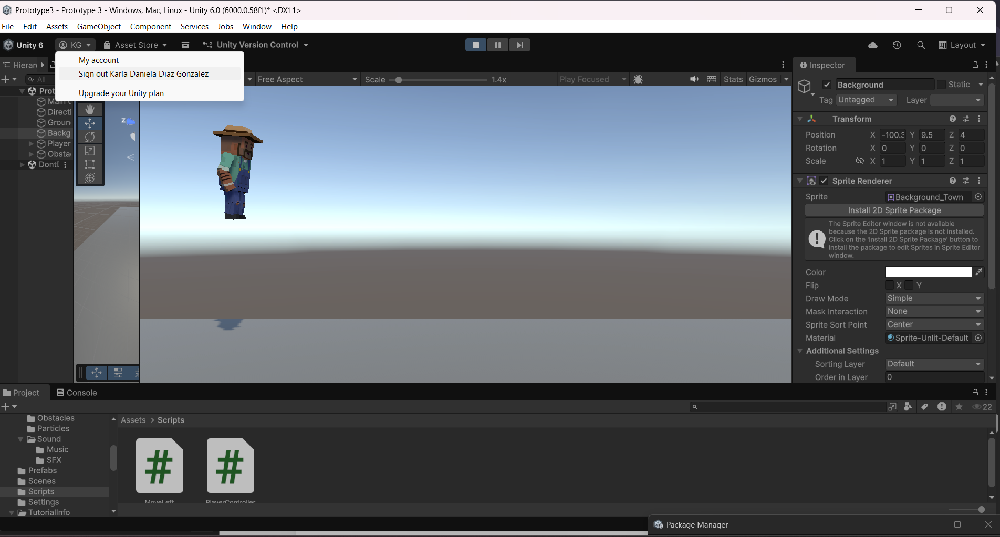 Prototype3 - Prototype 3 - Windows, Mac, Linux - Unity 6.0 (6000.0.58f1)* <DX11>
File Edit Assets GameObject Component Services Jobs Window Help
Unity 6 KG Asset Store Unity Version Control Layout
My account
Sign out Karla Daniela Diaz Gonzalez
Upgrade your Unity plan
Hierarc
All
Prot
Main C
Directi
Groun
Backg
Player
Obsta
DontD
Z
Free Aspect Scale 1.4x Play Focused Stats Gizmos
Inspector
Background Static
Tag Untagged Layer
Transform
Position X -100.3 Y 9.5 Z 4
Rotation X 0 Y 0 Z 0
Scale X 1 Y 1 Z 1
Sprite Renderer
Sprite Background_Town
Install 2D Sprite Package
The Sprite Editor window is not available
because the 2D Sprite package is not installed.
Click on the 'Install 2D Sprite Package' button to
install the package to edit Sprites in Sprite Editor
window.
Color
Flip X Y
Draw Mode Simple
Mask Interaction None
Sprite Sort Point Center
Material Sprite-Unlit-Default
Additional Settings
Sorting Layer Default
Order in Layer 0
Project Console
22
Obstacles
Particles
Sound
Music
SFX
Prefabs
Scenes
Scripts
Settings
TutorialInfo
Assets > Scripts
MoveLeft PlayerController
Package Manager